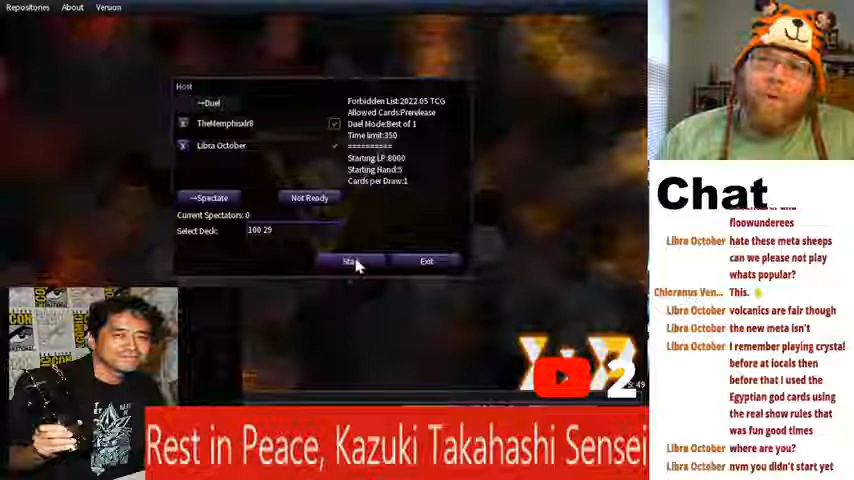 Repositories About Version
Host
→Duel
X TheMemphisxlr8
X Libra October
Forbidden List:2022.05 TCG
Allowed Cards:Prerelease
Duel Mode:Best of 1
Time limit:350
==========
Starting LP:8000
Starting Hand:5
Cards per Draw:1
→Spectate
Not Ready
Current Spectators: 0
Select Deck: 100 29
Exit
2
Rest in Peace, Kazuki Takahashi Sensei
Chat
floowunderees
Libra October hate these meta sheeps
can we please not play
whats popular?
Chloranus Ven... This.
Libra October volcanics are fair though
Libra October the new meta isn't
Libra October I remember playing crystal
before at locals then
before that I used the
Egyptian god cards using
the real show rules that
was fun good times
Libra October where are you?
Libra October nvm you didn't start yet